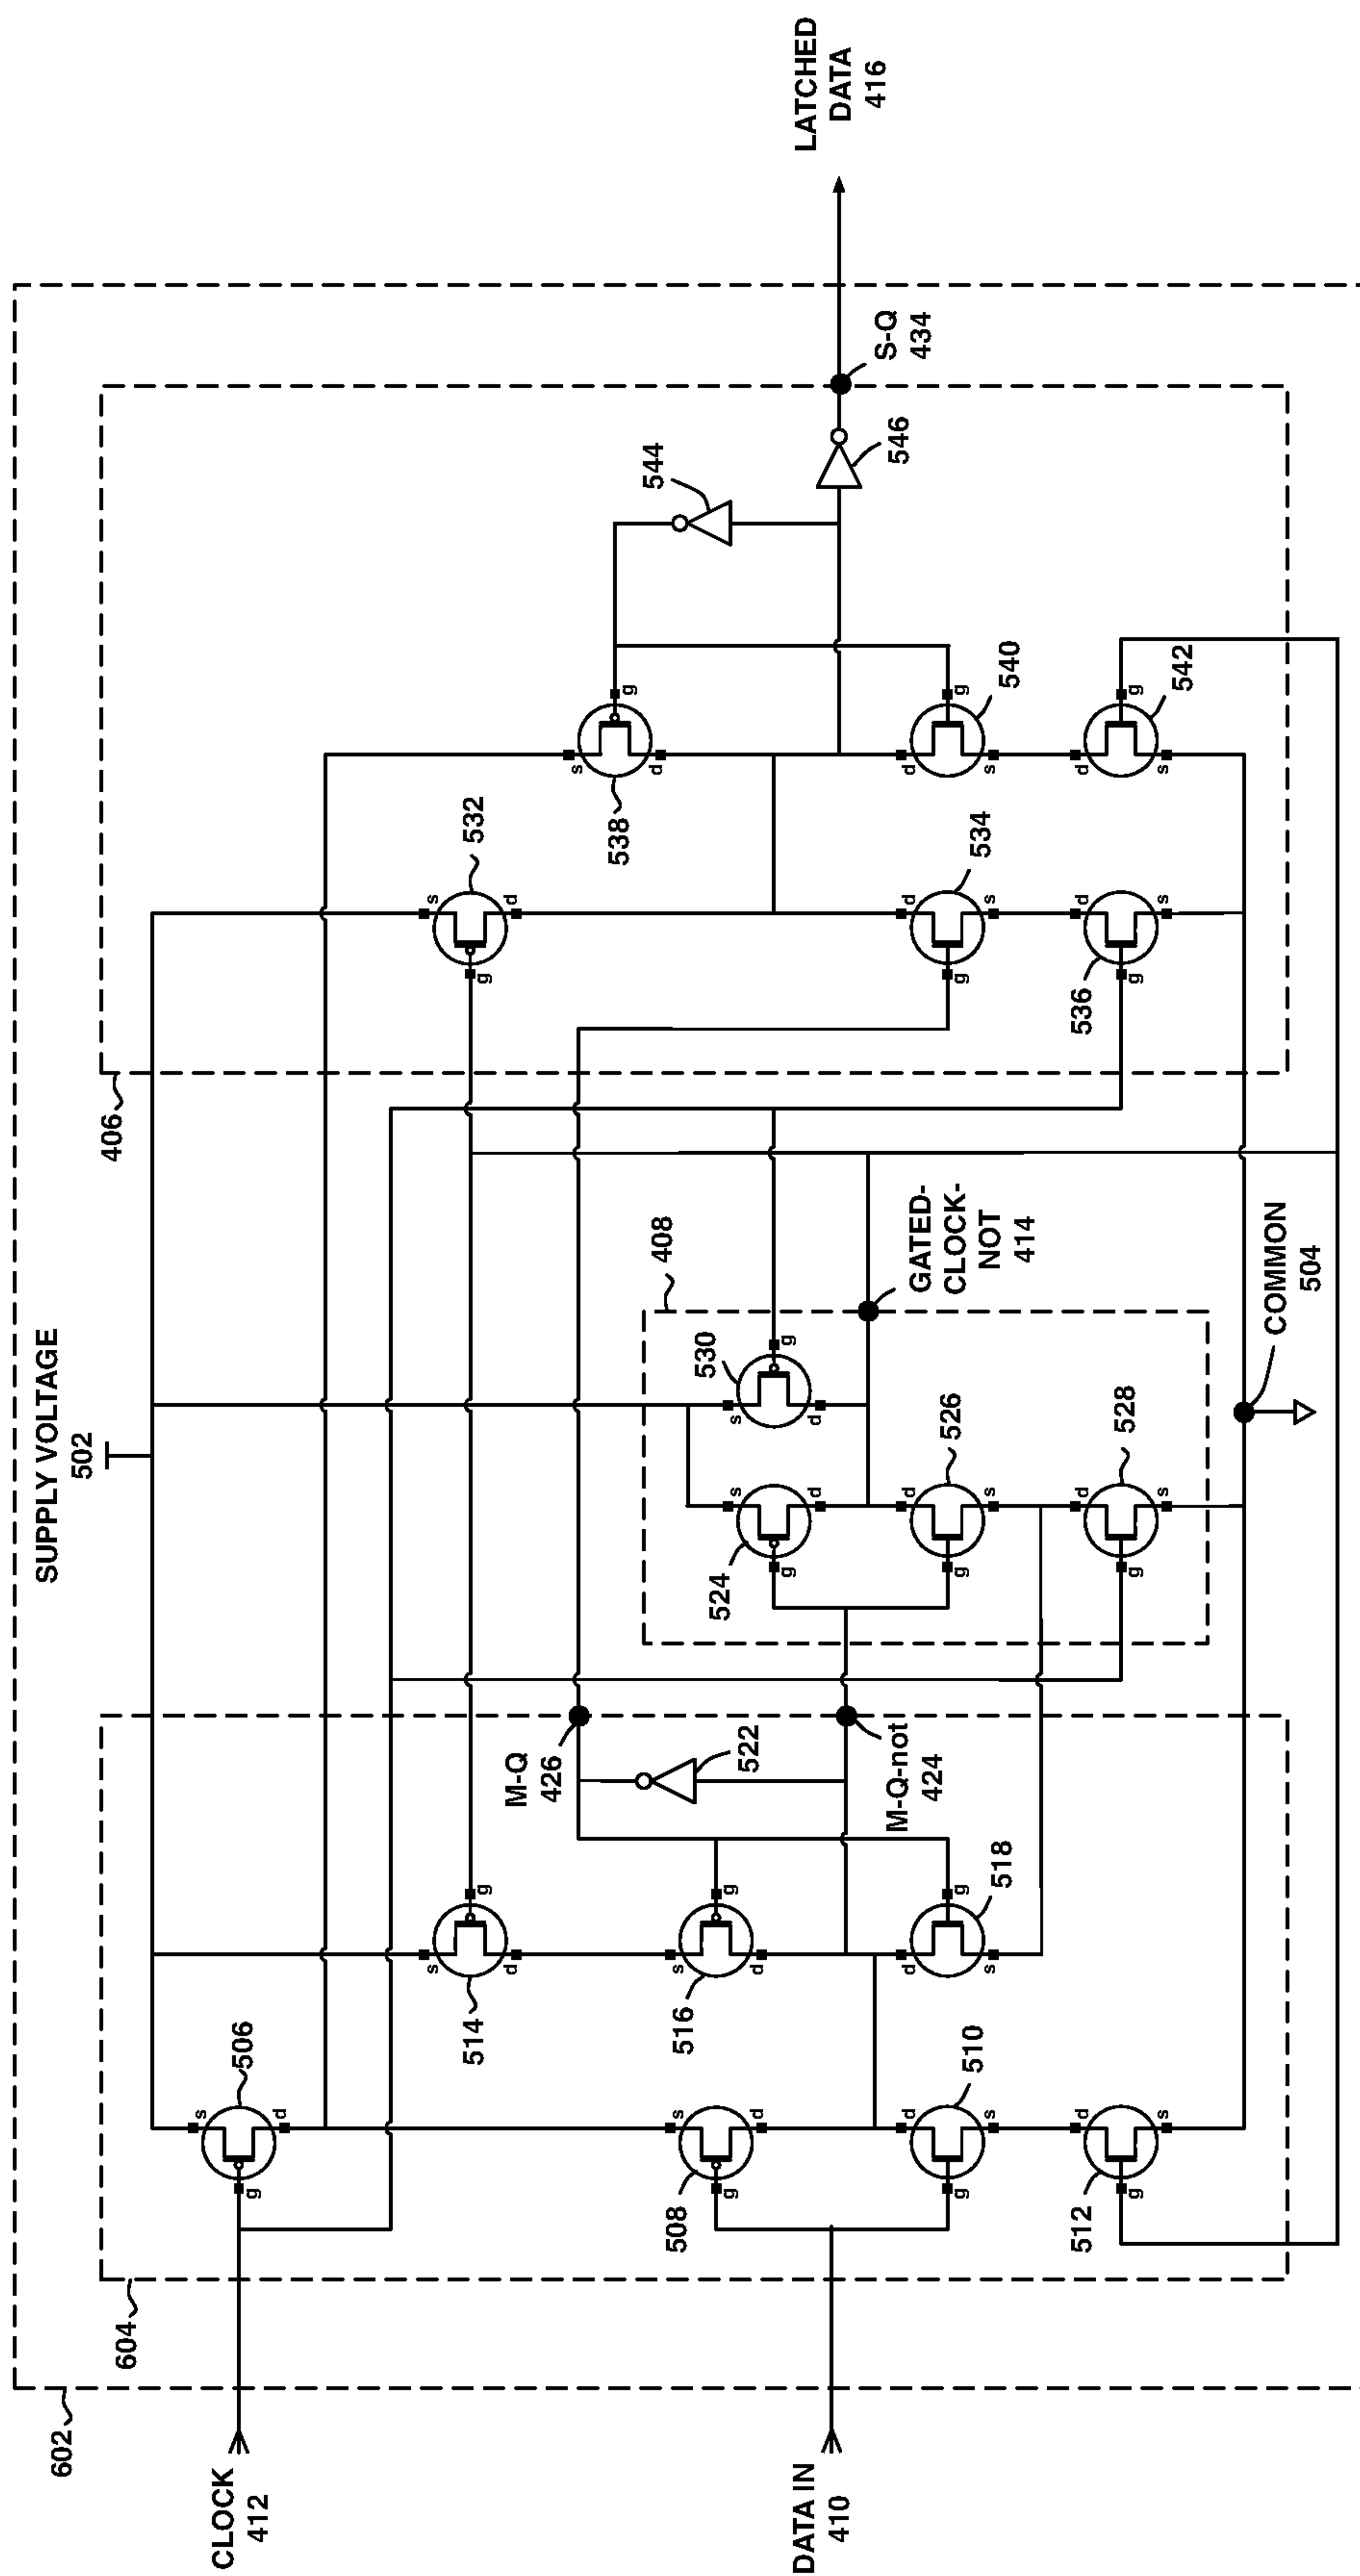 SUPPLY VOLTAGE
502
602
604
406
CLOCK
412
506
532
514
M-Q
426
544
LATCHED
DATA
416
538
408
530
524
522
516
508
DATA IN
410
M-Q-not
424
GATED-
CLOCK-
NOT
414
S-Q
434
546
510
518
526
534
540
512
528
536
542
COMMON
504
s
d
g
s
d
g
s
d
g
s
d
g
s
d
g
s
d
g
s
d
g
s
d
g
d
s
g
d
s
g
d
s
g
d
s
g
d
s
g
d
s
g
d
s
g
d
s
g
d
s
g